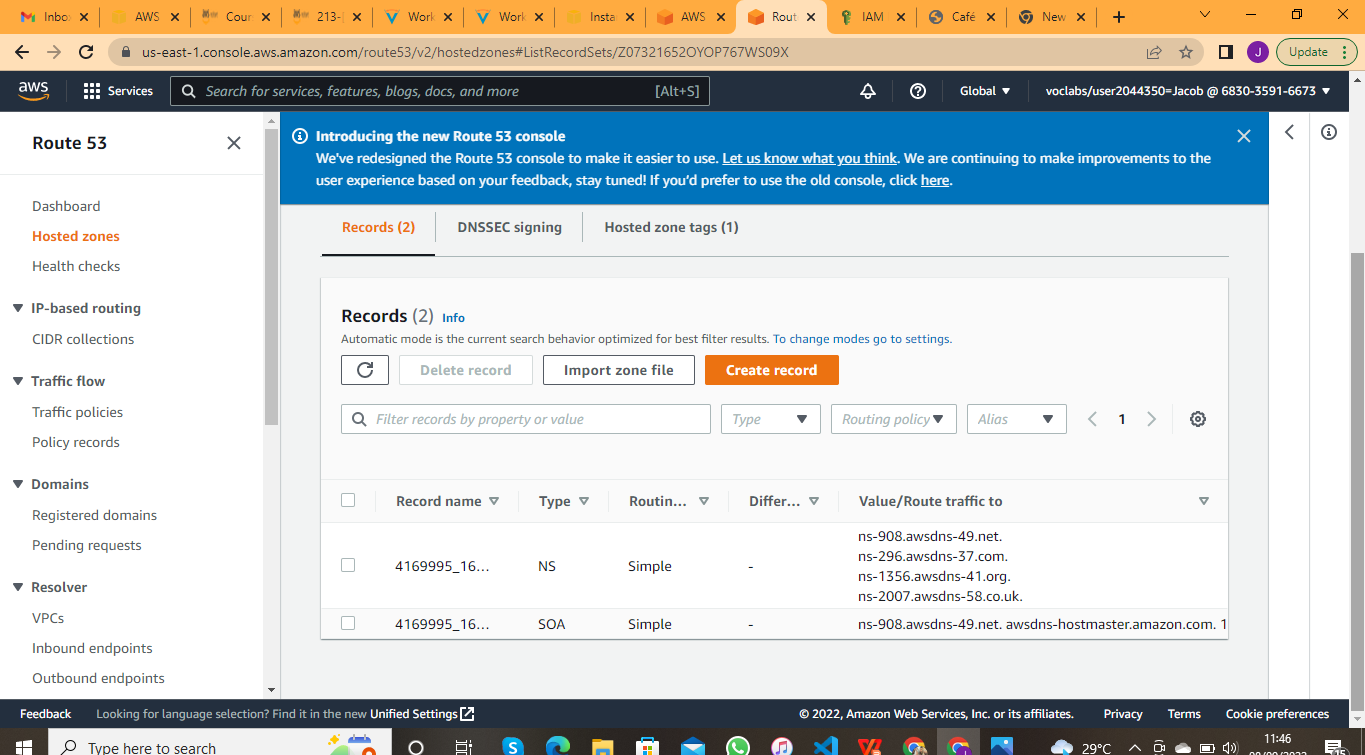 Inbo
AWS
Cour
213-
Work
Work
Insta
AWS
Rout
IAM
Café
New
us-east-1.console.aws.amazon.com/route53/v2/hostedzones#ListRecordSets/Z07321652OYOP767WS09X
J
Update
aws
Services
Search for services, features, blogs, docs, and more
[Alt+S]
Global
voclabs/user2044350=Jacob @ 6830-3591-6673
Route 53
Dashboard
Hosted zones
Health checks
IP-based routing
CIDR collections
Traffic flow
Traffic policies
Policy records
Domains
Registered domains
Pending requests
Resolver
VPCs
Inbound endpoints
Outbound endpoints
Introducing the new Route 53 console
We've redesigned the Route 53 console to make it easier to use. Let us know what you think. We are continuing to make improvements to the
user experience based on your feedback, stay tuned! If you'd prefer to use the old console, click here.
Records (2)
DNSSEC signing
Hosted zone tags (1)
Records (2) Info
Automatic mode is the current search behavior optimized for best filter results. To change modes go to settings.
Delete record
Import zone file
Create record
Filter records by property or value
Type
Routing policy
Alias
1
Record name
Type
Routin...
Differ...
Value/Route traffic to
4169995_16...
NS
Simple
-
ns-908.awsdns-49.net.
ns-296.awsdns-37.com.
ns-1356.awsdns-41.org.
ns-2007.awsdns-58.co.uk.
4169995_16...
SOA
Simple
-
ns-908.awsdns-49.net. awsdns-hostmaster.amazon.com. 1
Feedback
Looking for language selection? Find it in the new Unified Settings
© 2022, Amazon Web Services, Inc. or its affiliates.
Privacy
Terms
Cookie preferences
Type here to search
29°C
11:46
15